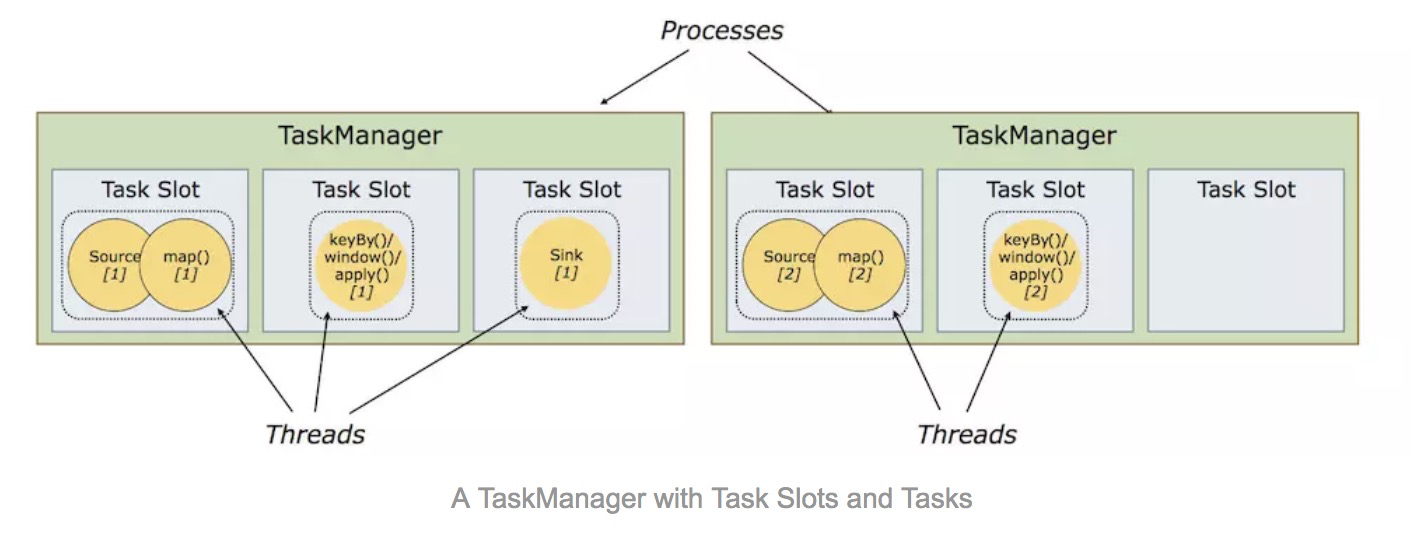 Processes
TaskManager
Task Slot
Source
[1]
map()
[1]
Task Slot
keyBy()/
window()/
apply()
[1]
Task Slot
Sink
[1]
TaskManager
Task Slot
Source
[2]
map()
[2]
Task Slot
keyBy()/
window()/
apply()
[2]
Task Slot
Threads
Threads
A TaskManager with Task Slots and Tasks